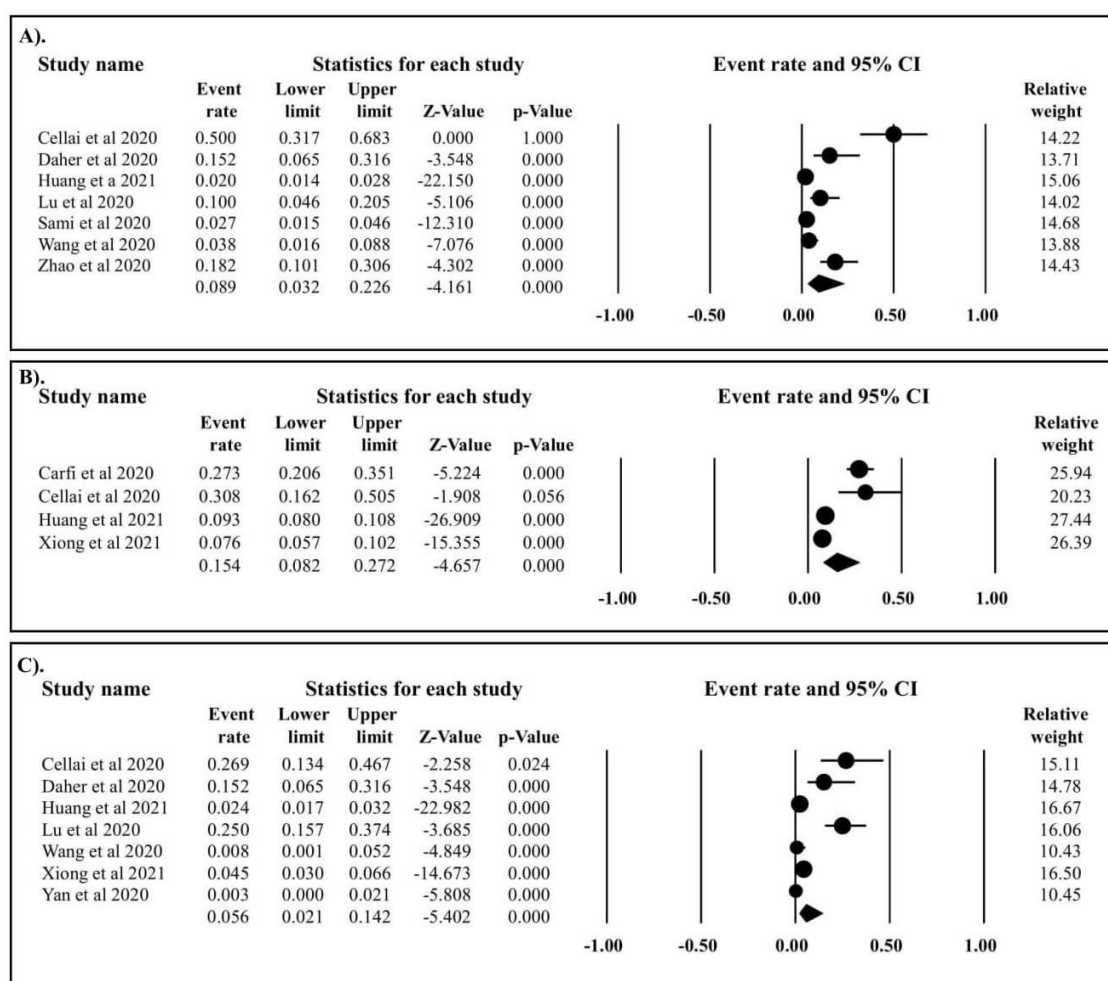 A).
Study name Statistics for each study Event rate and 95% CI
Event Lower Upper Relative
rate limit limit Z-Value p-Value weight
Cellai et al 2020 0.500 0.317 0.683 0.000 1.000 14.22
Daher et al 2020 0.152 0.065 0.316 -3.548 0.000 13.71
Huang et a 2021 0.020 0.014 0.028 -22.150 0.000 15.06
Lu et al 2020 0.100 0.046 0.205 -5.106 0.000 14.02
Sami et al 2020 0.027 0.015 0.046 -12.310 0.000 14.68
Wang et al 2020 0.038 0.016 0.088 -7.076 0.000 13.88
Zhao et al 2020 0.182 0.101 0.306 -4.302 0.000 14.43
0.089 0.032 0.226 -4.161 0.000
-1.00 -0.50 0.00 0.50 1.00
B).
Study name Statistics for each study Event rate and 95% CI
Event Lower Upper Relative
rate limit limit Z-Value p-Value weight
Carfi et al 2020 0.273 0.206 0.351 -5.224 0.000 25.94
Cellai et al 2020 0.308 0.162 0.505 -1.908 0.056 20.23
Huang et al 2021 0.093 0.080 0.108 -26.909 0.000 27.44
Xiong et al 2021 0.076 0.057 0.102 -15.355 0.000 26.39
0.154 0.082 0.272 -4.657 0.000
-1.00 -0.50 0.00 0.50 1.00
C).
Study name Statistics for each study Event rate and 95% CI
Event Lower Upper Relative
rate limit limit Z-Value p-Value weight
Cellai et al 2020 0.269 0.134 0.467 -2.258 0.024 15.11
Daher et al 2020 0.152 0.065 0.316 -3.548 0.000 14.78
Huang et al 2021 0.024 0.017 0.032 -22.982 0.000 16.67
Lu et al 2020 0.250 0.157 0.374 -3.685 0.000 16.06
Wang et al 2020 0.008 0.001 0.052 -4.849 0.000 10.43
Xiong et al 2021 0.045 0.030 0.066 -14.673 0.000 16.50
Yan et al 2020 0.003 0.000 0.021 -5.808 0.000 10.45
0.056 0.021 0.142 -5.402 0.000
-1.00 -0.50 0.00 0.50 1.00